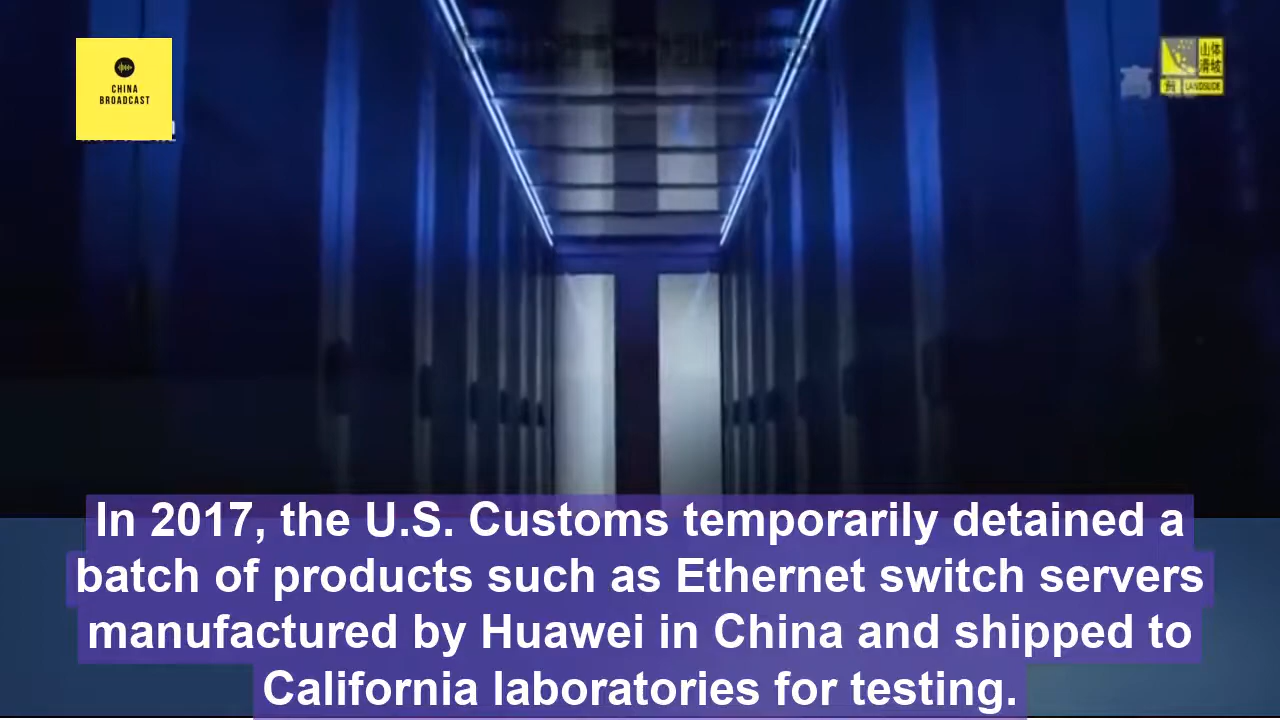 CHINA
BROADCAST
高
山体
滑坡
LANDSLIDE
In 2017, the U.S. Customs temporarily detained a
batch of products such as Ethernet switch servers
manufactured by Huawei in China and shipped to
California laboratories for testing.